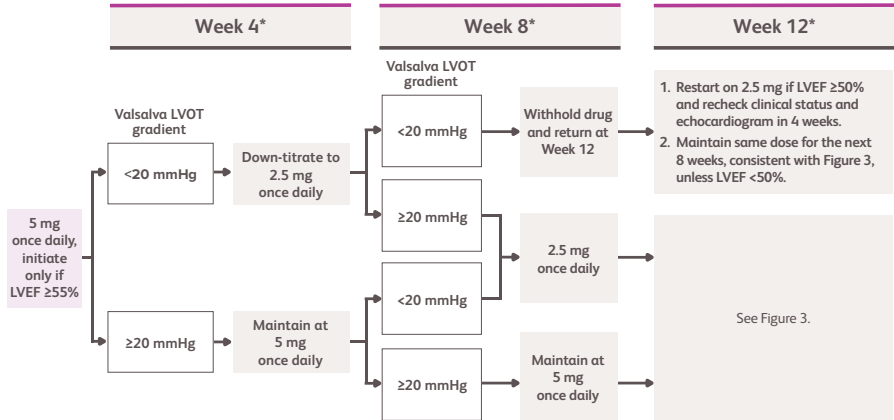 Week 4*
Week 8*
Week 12*
Valsalva LVOT
gradient
<20 mmHg
Down-titrate to
2.5 mg
once daily
Valsalva LVOT
gradient
<20 mmHg
Withhold drug
and return at
Week 12
1. Restart on 2.5 mg if LVEF ≥50%
and recheck clinical status and
echocardiogram in 4 weeks.
2. Maintain same dose for the next
8 weeks, consistent with Figure 3,
unless LVEF <50%.
≥20 mmHg
5 mg
once daily,
initiate
only if
LVEF ≥55%
2.5 mg
once daily
<20 mmHg
≥20 mmHg
Maintain at
5 mg
once daily
See Figure 3.
≥20 mmHg
Maintain at
5 mg
once daily